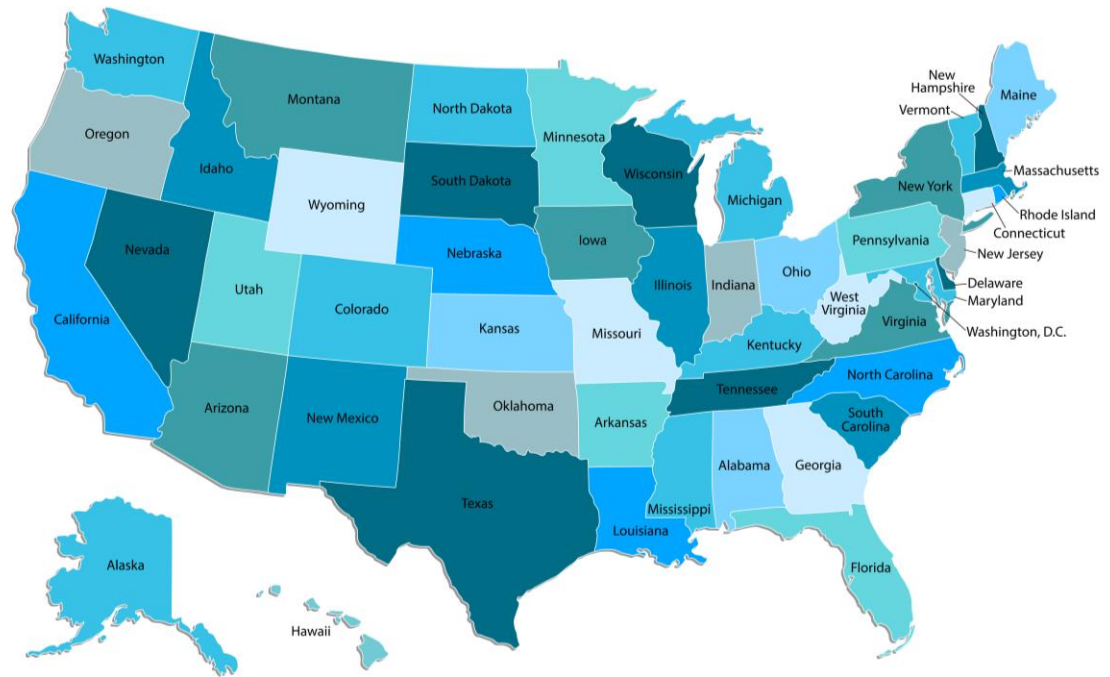 Washington
Montana
North Dakota
Minnesota
New
Hampshire
Maine
Vermont
Oregon
Idaho
Wyoming
South Dakota
Wisconsin
Michigan
New York
Massachusetts
Rhode Island
Connecticut
Nevada
Utah
Colorado
Nebraska
Iowa
Illinois
Indiana
Ohio
Pennsylvania
New Jersey
Delaware
Maryland
Washington, D.C.
California
Kansas
Missouri
Kentucky
West
Virginia
Virginia
Arizona
New Mexico
Oklahoma
Arkansas
Tennessee
North Carolina
South
Carolina
Texas
Louisiana
Mississippi
Alabama
Georgia
Florida
Alaska
Hawaii